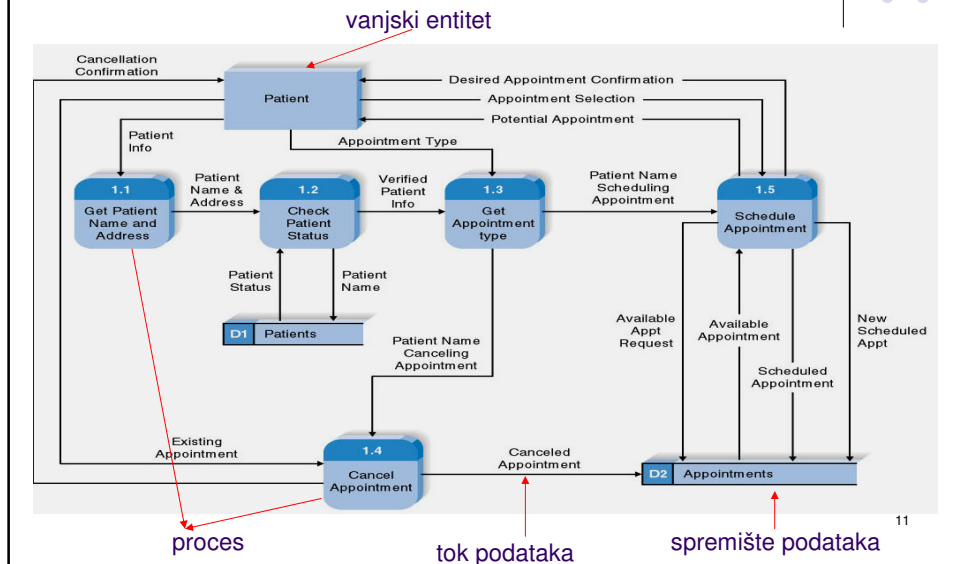 vanjski entitet
Cancellation
Confirmation
Patient
Desired Appointment Confirmation
Appointment Selection
Potential Appointment
Patient
Info
Appointment Type
1.1
Get Patient
Name and
Address
Patient
Name &
Address
1.2
Check
Patient
Status
Verified
Patient
Info
1.3
Get
Appointment
type
Patient Name
Scheduling
Appointment
1.5
Schedule
Appointment
Patient
Status
Patient
Name
D1 Patients
Patient Name
Canceling
Appointment
Available
Appt
Request
Available
Appointment
Scheduled
Appointment
New
Scheduled
Appt
Existing
Appointment
1.4
Cancel
Appointment
Canceled
Appointment
D2 Appointments
proces
tok podataka
spremište podataka
11